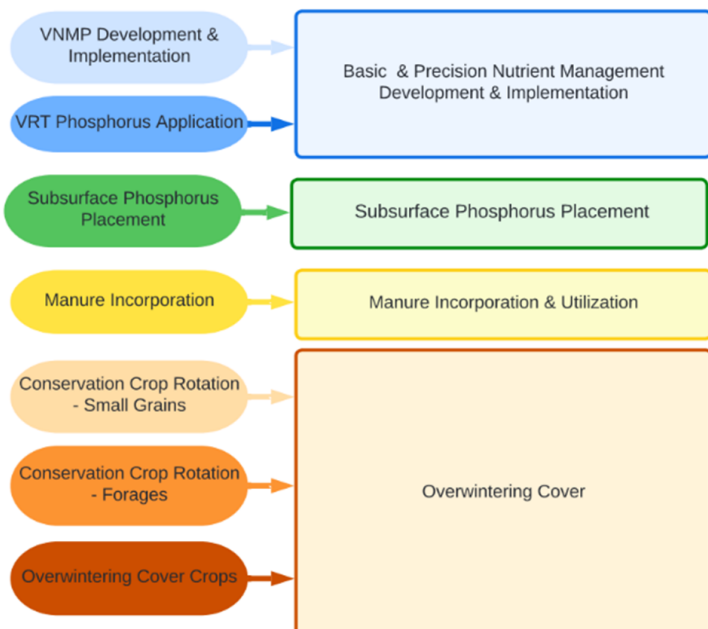 VNMP Development &
Implementation
Basic & Precision Nutrient Management
Development & Implementation
VRT Phosphorus Application
Subsurface Phosphorus
Placement
Subsurface Phosphorus Placement
Manure Incorporation
Manure Incorporation & Utilization
Conservation Crop Rotation
- Small Grains
Conservation Crop Rotation
- Forages
Overwintering Cover
Overwintering Cover Crops